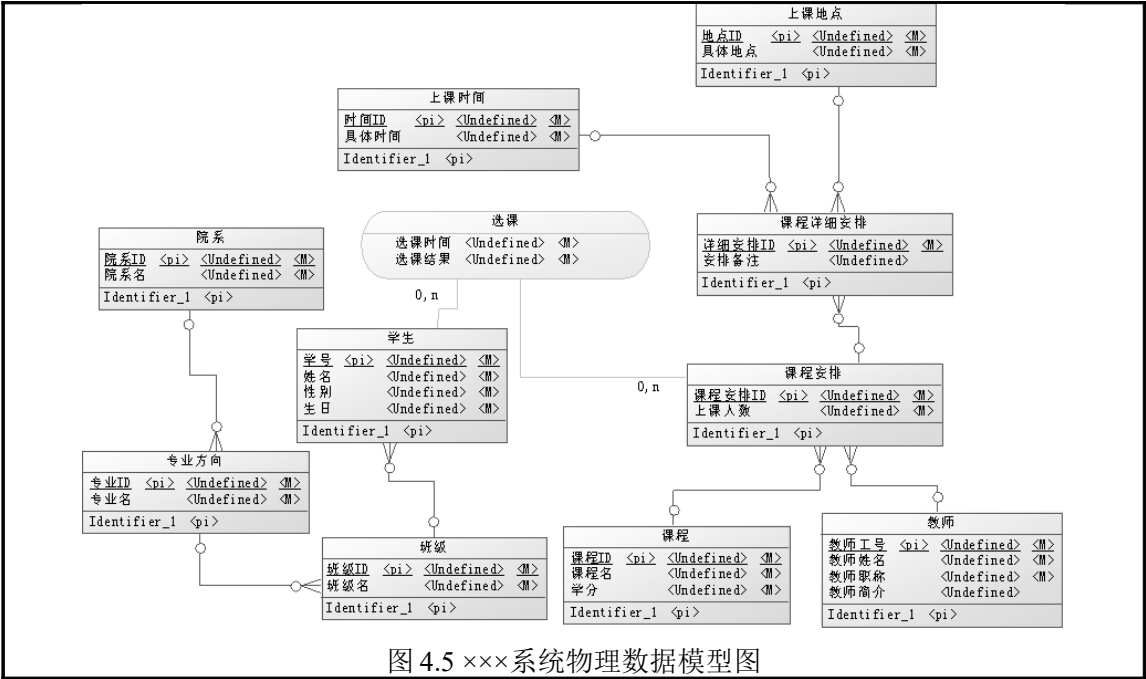 上课地点
地点ID <pi> <Undefined> <M>
具体地点 <Undefined> <M>
Identifier_1 <pi>
上课时间
时间ID <pi> <Undefined> <M>
具体时间 <Undefined> <M>
Identifier_1 <pi>
选课
选课时间 <Undefined> <M>
选课结果 <Undefined> <M>
课程详细安排
详细安排ID <pi> <Undefined> <M>
安排备注 <Undefined>
Identifier_1 <pi>
院系
院系ID <pi> <Undefined> <M>
院系名 <Undefined> <M>
Identifier_1 <pi>
0,n
学生
学号 <pi> <Undefined> <M>
姓名 <Undefined> <M>
性别 <Undefined> <M>
生日 <Undefined> <M>
Identifier_1 <pi>
0,n
课程安排
课程安排ID <pi> <Undefined> <M>
上课人数 <Undefined> <M>
Identifier_1 <pi>
专业方向
专业ID <pi> <Undefined> <M>
专业名 <Undefined> <M>
Identifier_1 <pi>
班级
班级ID <pi> <Undefined> <M>
班级名 <Undefined> <M>
Identifier_1 <pi>
课程
课程ID <pi> <Undefined> <M>
课程名 <Undefined> <M>
学分 <Undefined> <M>
Identifier_1 <pi>
教师
教师工号 <pi> <Undefined> <M>
教师姓名 <Undefined> <M>
教师职称 <Undefined> <M>
教师简介 <Undefined>
Identifier_1 <pi>
图 4.5 ×××系统物理数据模型图